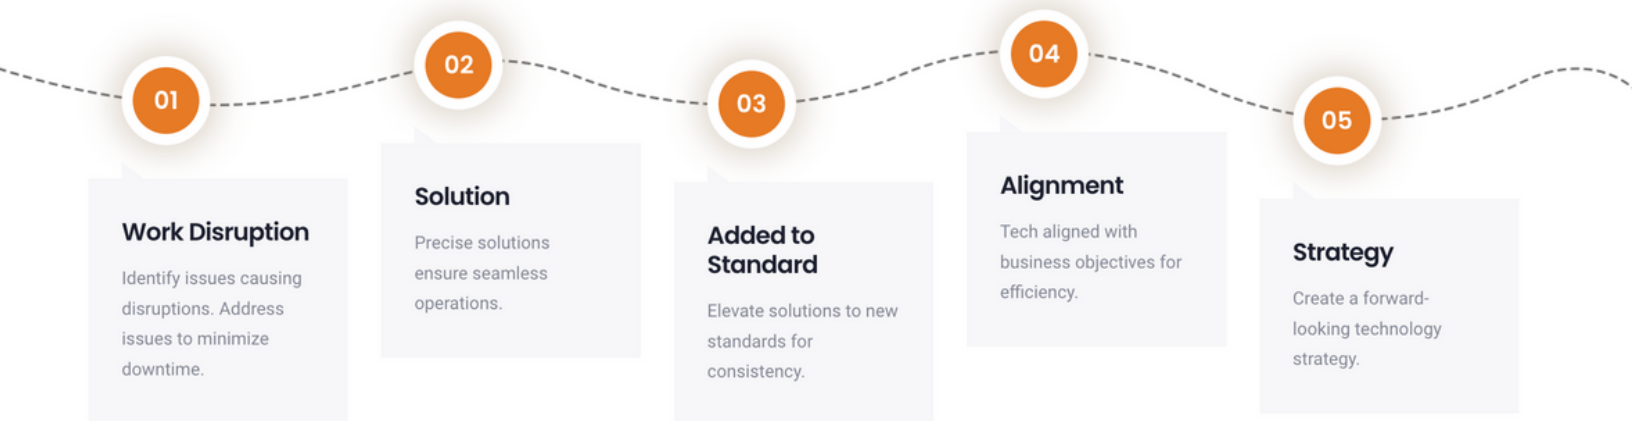 01
Work Disruption
Identify issues causing
disruptions. Address
issues to minimize
downtime.
02
Solution
Precise solutions
ensure seamless
operations.
03
Added to
Standard
Elevate solutions to new
standards for
consistency.
04
Alignment
Tech aligned with
business objectives for
efficiency.
05
Strategy
Create a forward-
looking technology
strategy.